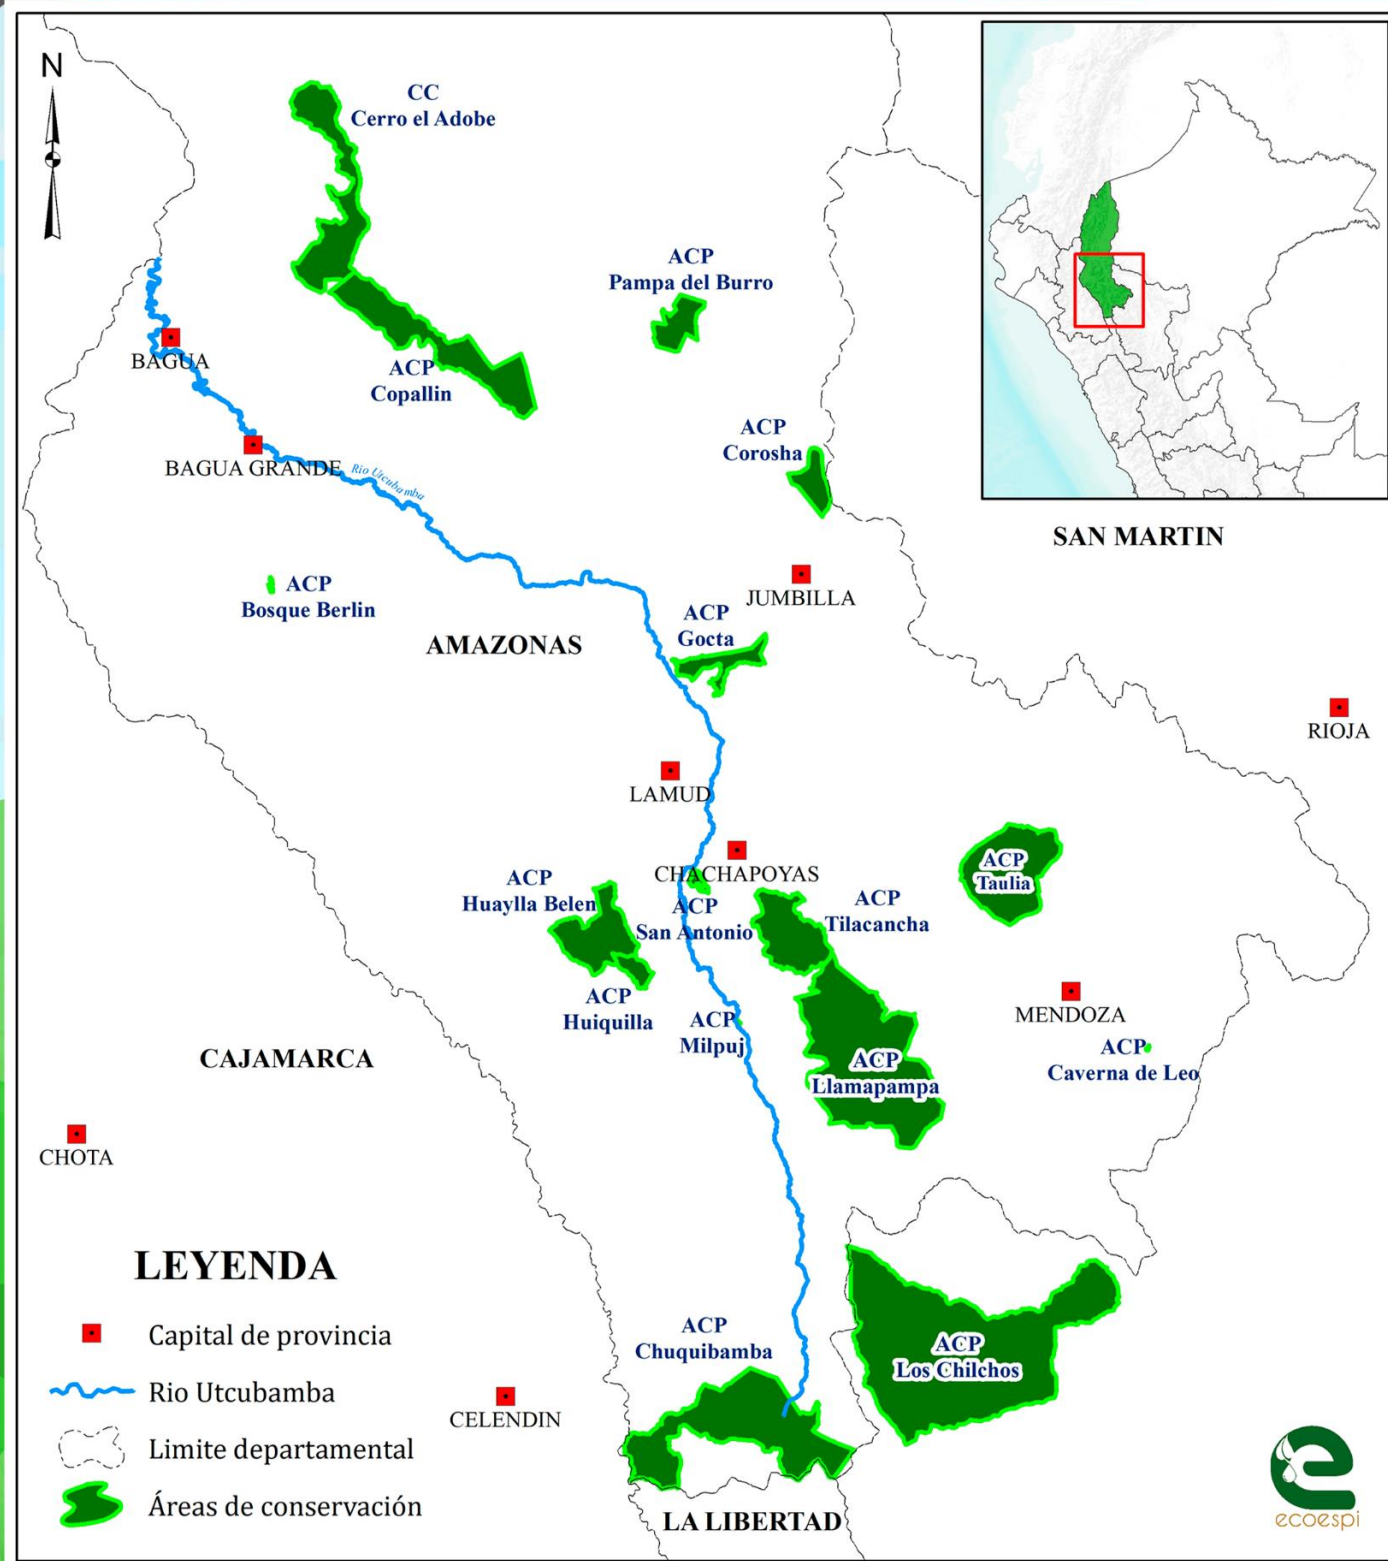 N
CC
Cerro el Adobe
ACP
Pampa del Burro
BAGUA
ACP
Copallin
ACP
Corosha
BAGUA GRANDE
Rio Utcubamba
SAN MARTIN
ACP
Bosque Berlin
JUMBILLA
ACP
Gocta
AMAZONAS
RIOJA
LAMUD
ACP
Taulia
CHACHAPOYAS
ACP
Huaylla Belen
ACP
San Antonio
ACP
Tilacancha
ACP
Huiquilla
ACP
Milpuj
MENDOZA
ACP
Caverna de Leo
CAJAMARCA
ACP
Llamapampa
CHOTA
LEYENDA
Capital de provincia
Rio Utcubamba
Limite departamental
Áreas de conservación
ACP
Chuquibamba
ACP
Los Chilchos
CELENDIN
LA LIBERTAD
e
ecoespi